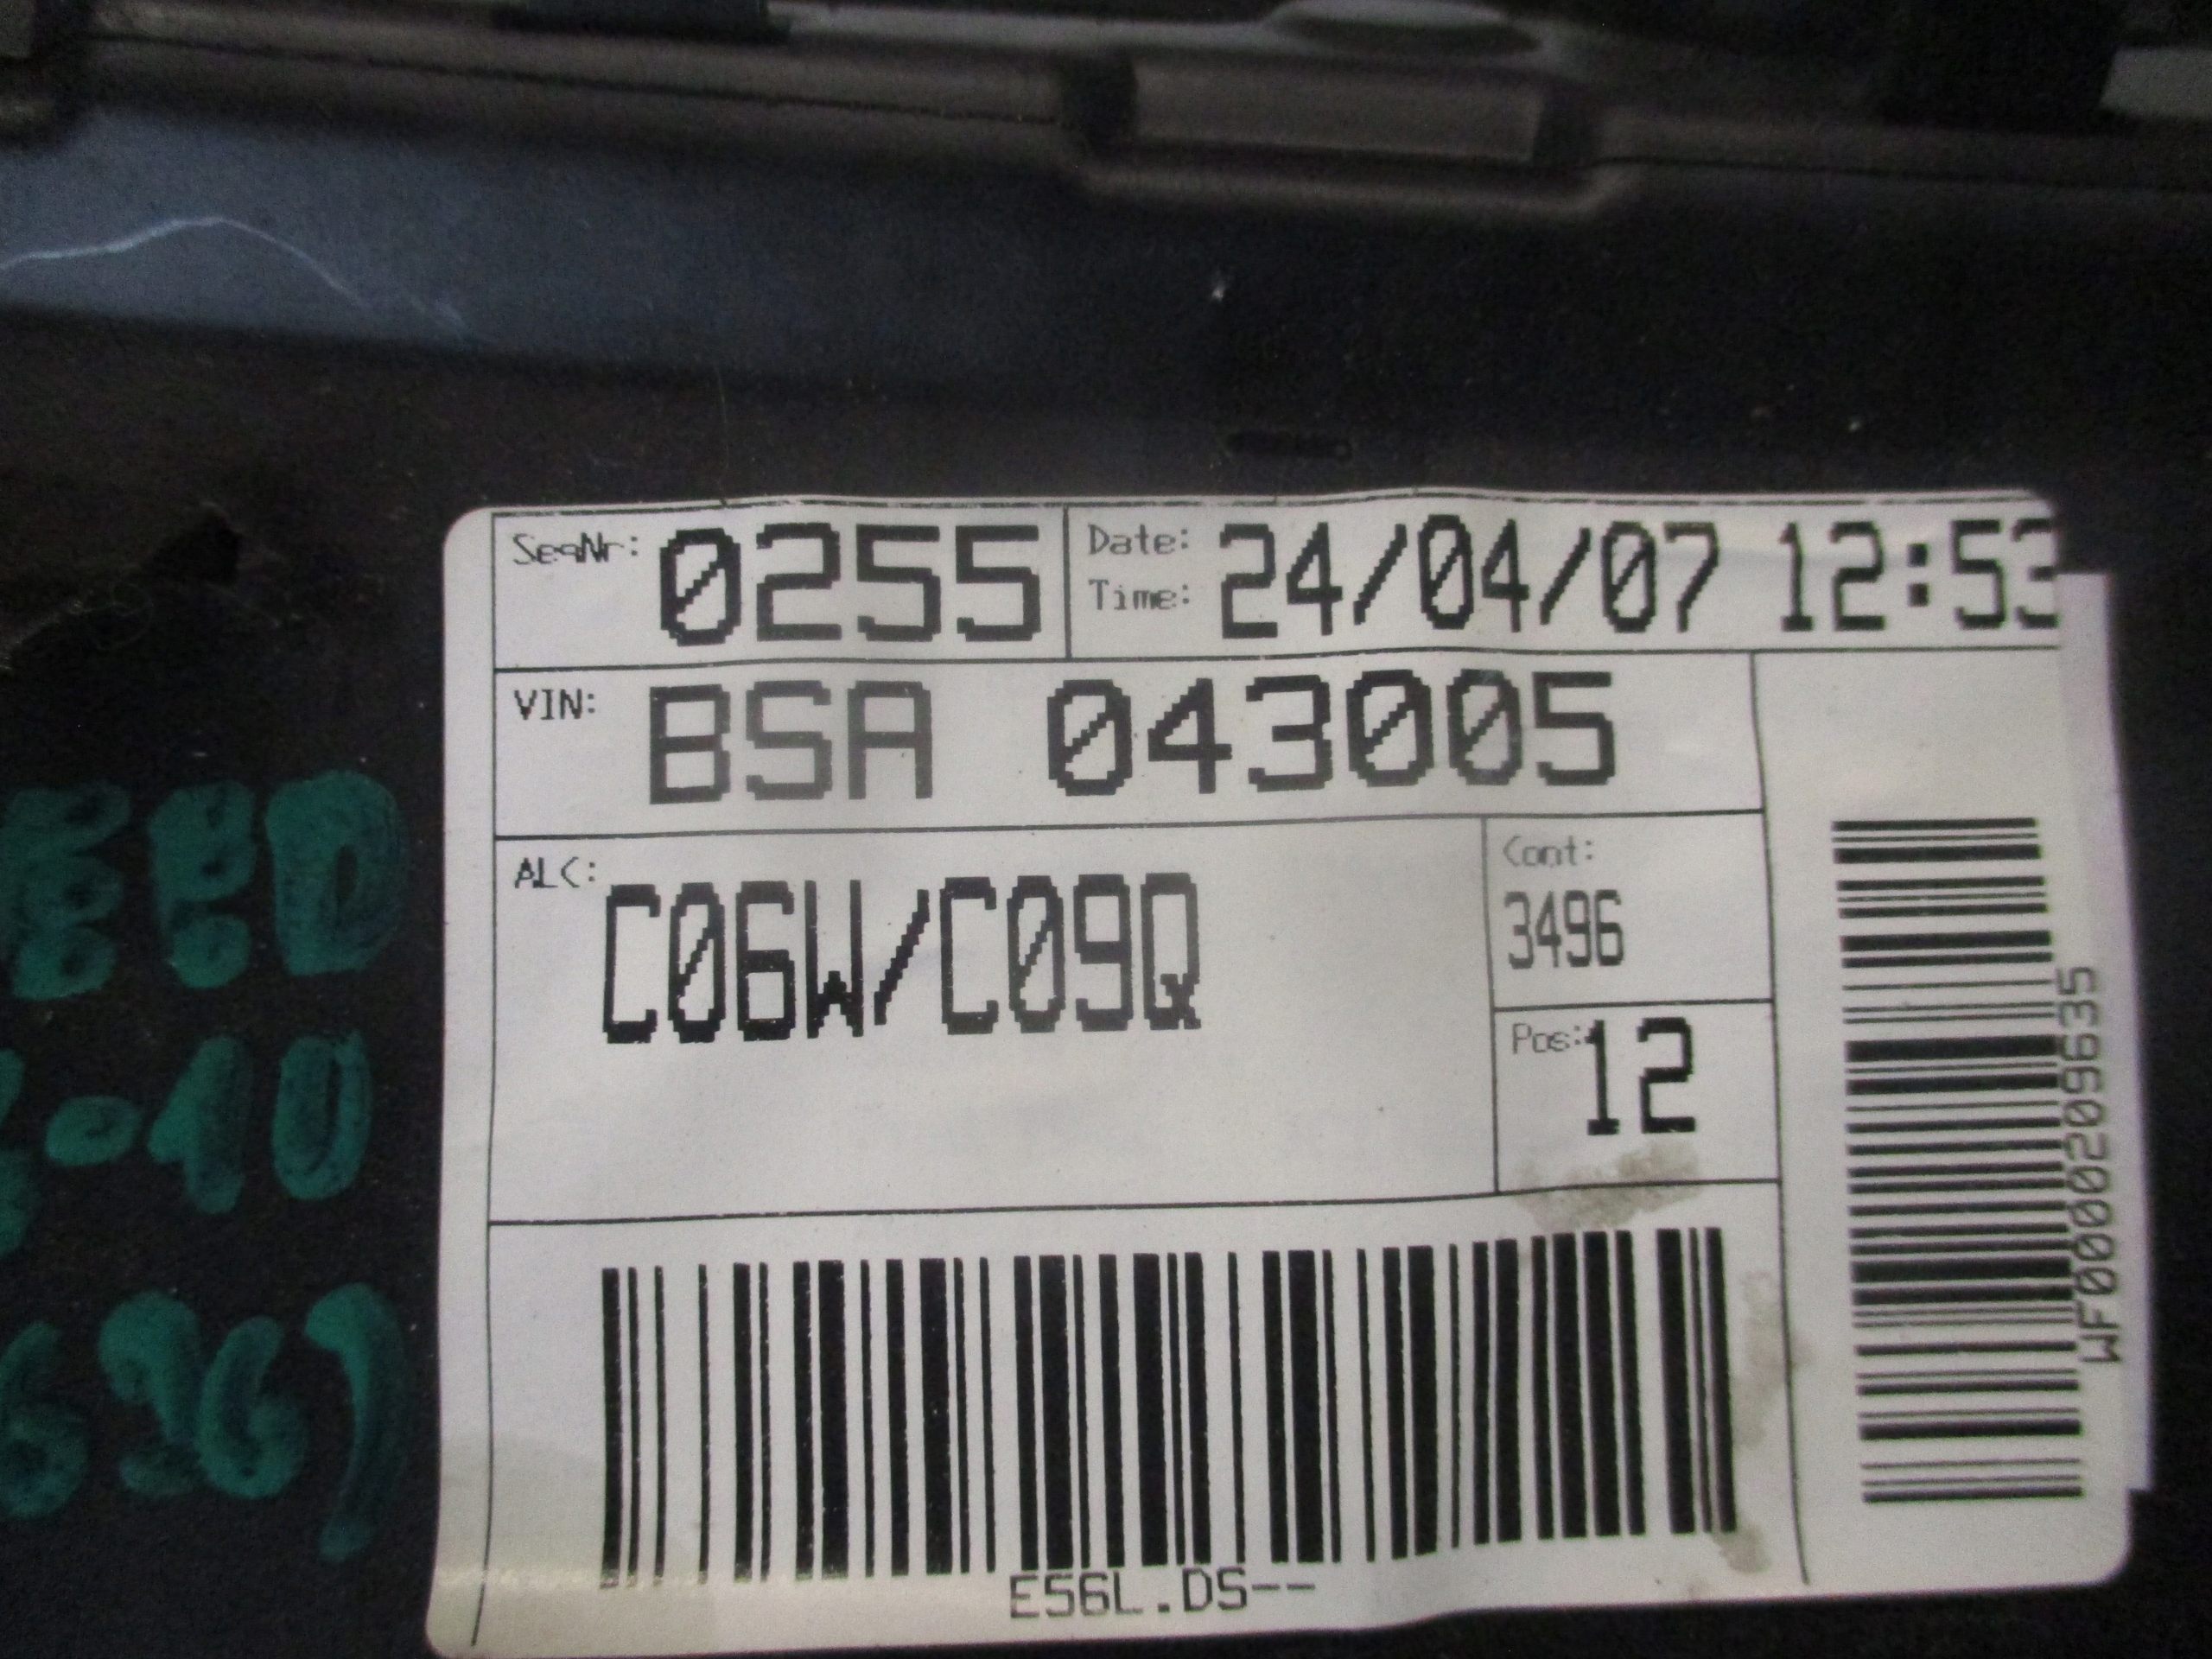 SeqNr: 0255
Date: Time: 24/04/07 12:53
VIN: BSA 043005
ALC: C06W/C09Q
Cont: 3496
Pos: 12
WF000209635
E56L.DS--